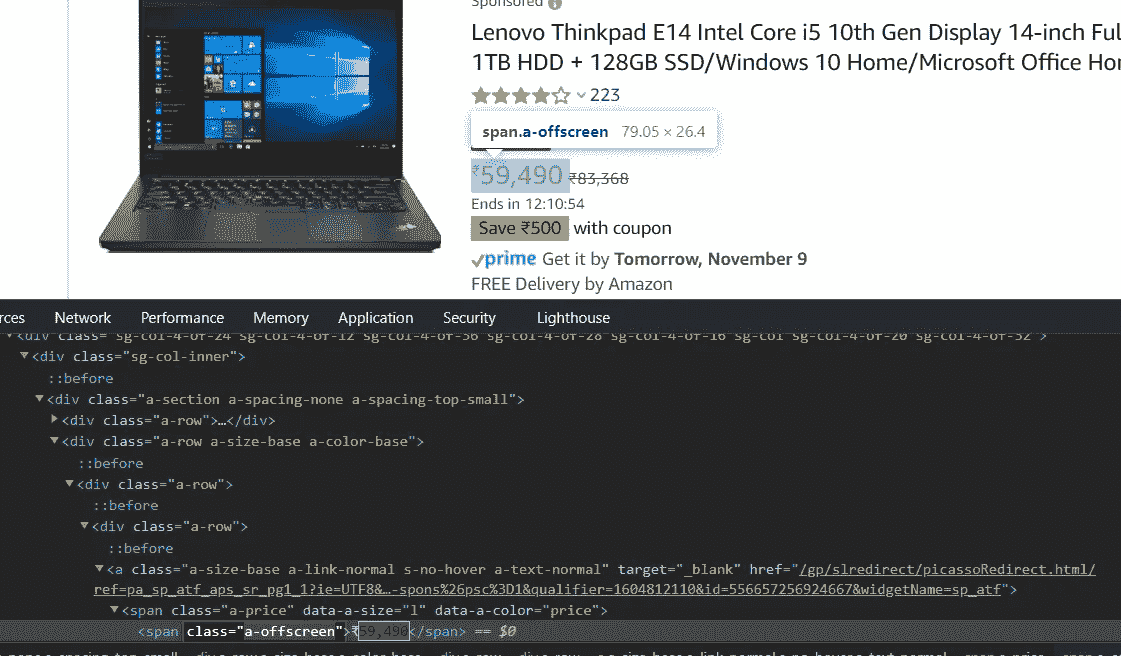 Sponsored
Lenovo Thinkpad E14 Intel Core i5 10th Gen Display 14-inch Ful
1TB HDD + 128GB SSD/Windows 10 Home/Microsoft Office Hor
223
span.a-offscreen 79.05 × 26.4
₹59,490 ₹83,368
Ends in 12:10:54
Save ₹500 with coupon
prime Get it by Tomorrow, November 9
FREE Delivery by Amazon
rces Network Performance Memory Application Security Lighthouse
<div class="sg-col-4-of-24 sg-col-4-of-12 sg-col-4-of-36 sg-col-4-of-28 sg-col-4-of-16 sg-col sg-col-4-of-20 sg-col-4-of-32">
<div class="sg-col-inner">
::before
<div class="a-section a-spacing-none a-spacing-top-small">
<div class="a-row">…</div>
<div class="a-row a-size-base a-color-base">
::before
<div class="a-row">
::before
<div class="a-row">
::before
<a class="a-size-base a-link-normal s-no-hover a-text-normal" target="_blank" href="/gp/slredirect/picassoRedirect.html/
ref=pa_sp_atf_aps_sr_pg1_1?ie=UTF8&…-spons%26psc%3D1&qualifier=1604812110&id=556657256924667&widgetName=sp_atf">
<span class="a-price" data-a-size="l" data-a-color="price">
<span class="a-offscreen">₹59,490</span> == $0